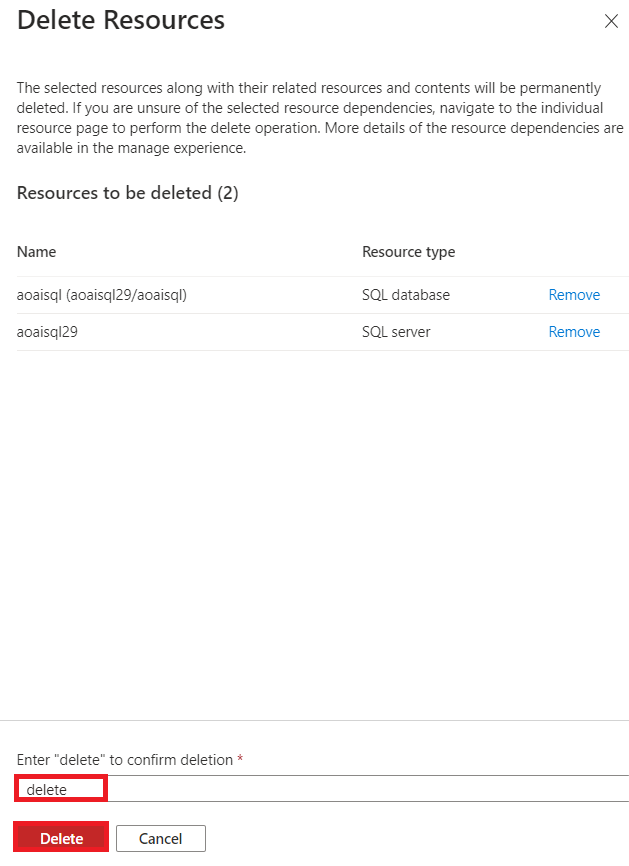 Delete Resources
The selected resources along with their related resources and contents will be permanently
deleted. If you are unsure of the selected resource dependencies, navigate to the individual
resource page to perform the delete operation. More details of the resource dependencies are
available in the manage experience.
Resources to be deleted (2)
Name Resource type
aoaisql (aoaisql29/aoaisql) SQL database Remove
aoaisql29 SQL server Remove
Enter "delete" to confirm deletion *
delete
Delete Cancel